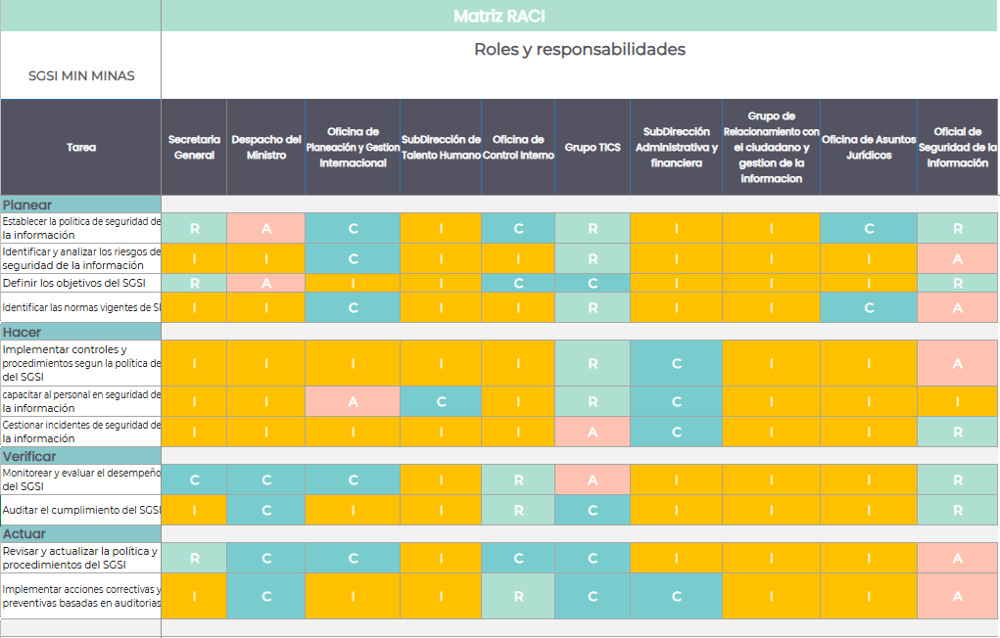 Matriz RACI
Roles y responsabilidades
SGSI MIN MINAS
Tarea
Secretaria
General
Despacho del
Ministro
Oficina de
Planeación y Gestion
Internacional
SubDirección de
Talento Humano
Oficina de
Control Interno
Grupo TICS
SubDirección
Administrativa y
financiera
Grupo de
Relacionamiento con
el ciudadano y
gestion de la
informacion
Oficina de Asuntos
Jurídicos
Oficial de
Seguridad de la
Información
Planear
Establecer la politica de seguridad de
la información
R A C I C R I I C R
Identificar y analizar los riesgos de
seguridad de la información
I I C I I R I I I A
Definir los objetivos del SGSI
R A I I C C I I I R
Identificar las normas vigentes de SI
I I C I I R I I C A
Hacer
Implementar controles y
procedimientos segun la política de
del SGSI
I I I I I R C I I A
capacitar al personal en seguridad de
la información
I I A C I R C I I I
Gestionar incidentes de seguridad de
la información
I I I I I A C I I R
Verificar
Monitorear y evaluar el desempeño
del SGSI
C C C I R A I I I R
Auditar el cumplimiento del SGSI
I C I I R C I I I R
Actuar
Revisar y actualizar la política y
procedimientos del SGSI
R C C I C C I I I A
Implementar acciones correctivas y
preventivas basadas en auditorias
I C I I R C C I I A